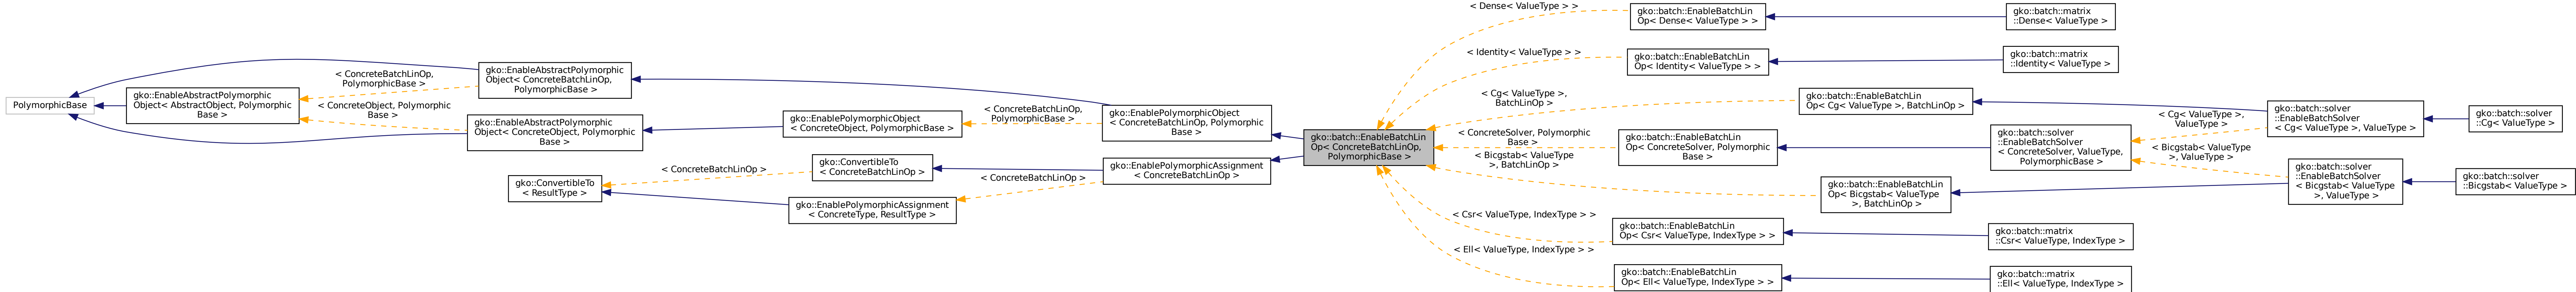 PolymorphicBase
gko::EnableAbstractPolymorphic
Object< AbstractObject, Polymorphic
Base >
< ConcreteBatchLinOp,
PolymorphicBase >
< ConcreteObject, Polymorphic
Base >
gko::EnableAbstractPolymorphic
Object< ConcreteBatchLinOp,
PolymorphicBase >
gko::EnableAbstractPolymorphic
Object< ConcreteObject, Polymorphic
Base >
gko::ConvertibleTo
< ResultType >
< ConcreteBatchLinOp >
gko::EnablePolymorphicObject
< ConcreteObject, PolymorphicBase >
gko::ConvertibleTo
< ConcreteBatchLinOp >
gko::EnablePolymorphicAssignment
< ConcreteType, ResultType >
< ConcreteBatchLinOp,
PolymorphicBase >
< ConcreteBatchLinOp >
gko::EnablePolymorphicObject
< ConcreteBatchLinOp, Polymorphic
Base >
gko::EnablePolymorphicAssignment
< ConcreteBatchLinOp >
gko::batch::EnableBatchLin
Op< ConcreteBatchLinOp,
PolymorphicBase >
< Dense< ValueType > >
< Identity< ValueType > >
< Cg< ValueType >,
BatchLinOp >
< ConcreteSolver, Polymorphic
Base >
< Bicgstab< ValueType
>, BatchLinOp >
< Csr< ValueType, IndexType > >
< Ell< ValueType, IndexType > >
gko::batch::EnableBatchLin
Op< Dense< ValueType > >
gko::batch::EnableBatchLin
Op< Identity< ValueType > >
gko::batch::EnableBatchLin
Op< Cg< ValueType >, BatchLinOp >
gko::batch::EnableBatchLin
Op< ConcreteSolver, Polymorphic
Base >
gko::batch::EnableBatchLin
Op< Bicgstab< ValueType
>, BatchLinOp >
gko::batch::EnableBatchLin
Op< Csr< ValueType, IndexType > >
gko::batch::EnableBatchLin
Op< Ell< ValueType, IndexType > >
gko::batch::matrix
::Dense< ValueType >
gko::batch::matrix
::Identity< ValueType >
gko::batch::solver
::EnableBatchSolver
< ConcreteSolver, ValueType,
PolymorphicBase >
gko::batch::matrix
::Csr< ValueType, IndexType >
gko::batch::matrix
::Ell< ValueType, IndexType >
< Cg< ValueType >,
ValueType >
< Bicgstab< ValueType
>, ValueType >
gko::batch::solver
::EnableBatchSolver
< Cg< ValueType >, ValueType >
gko::batch::solver
::EnableBatchSolver
< Bicgstab< ValueType
>, ValueType >
gko::batch::solver
::Cg< ValueType >
gko::batch::solver
::Bicgstab< ValueType >